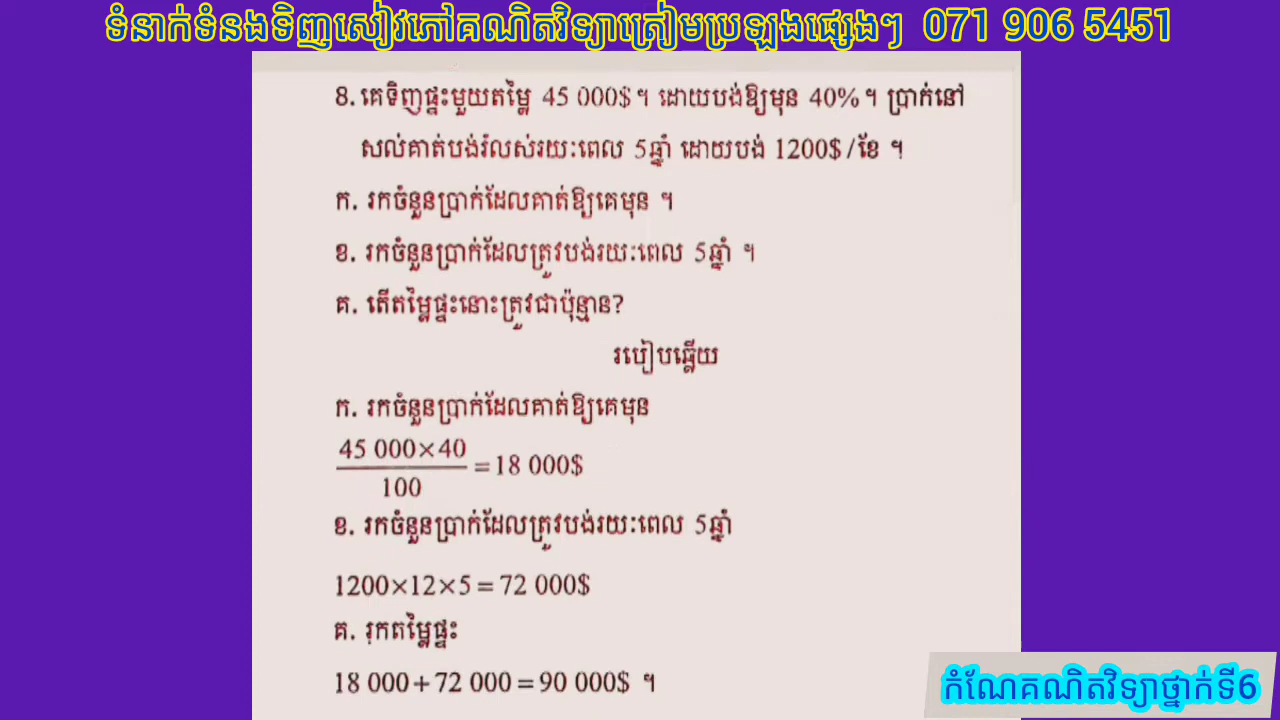 ទំនាក់ទំនងទិញសៀវភៅគណិតវិទ្យាត្រៀមប្រឡងផ្សេងៗ 071 906 5451
8. គេទិញផ្ទះមួយតម្លៃ 45 000$។ ដោយបង់ឱ្យមុន 40%។ ប្រាក់នៅ
សល់គាត់បង់រំលស់រយៈពេល 5ឆ្នាំ ដោយបង់ 1200$/ខែ ។
ក. រកចំនួនប្រាក់ដែលគាត់ឱ្យគេមុន ។
ខ. រកចំនួនប្រាក់ដែលត្រូវបង់រយៈពេល 5ឆ្នាំ ។
គ. តើតម្លៃផ្ទះនោះត្រូវជាប៉ុន្មាន?
របៀបឆ្លើយ
ក. រកចំនួនប្រាក់ដែលគាត់ឱ្យគេមុន
45 000×40
100
=18 000$
ខ. រកចំនួនប្រាក់ដែលត្រូវបង់រយៈពេល 5ឆ្នាំ
1200×12×5=72 000$
គ. រកតម្លៃផ្ទះ
18 000+72 000=90 000$ ។
កំណែគណិតវិទ្យាថ្នាក់ទី6